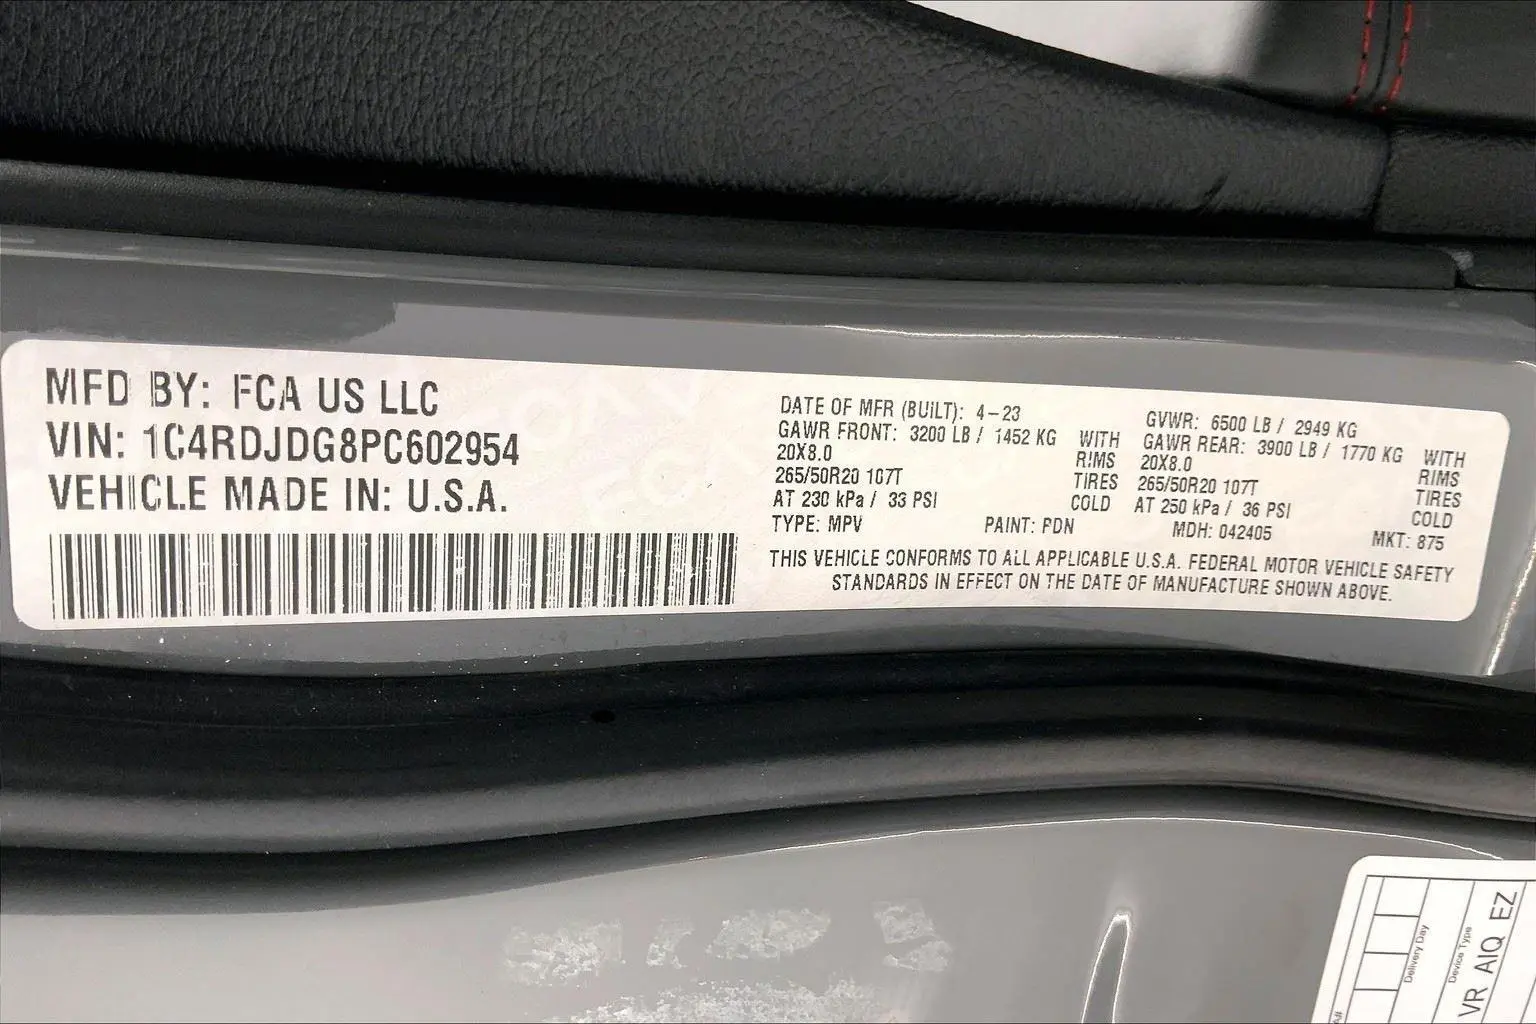 MFD BY: FCA US LLC
VIN: 1C4RDJDG8PC602954
VEHICLE MADE IN: U.S.A.
DATE OF MFR (BUILT): 4-23
GAWR FRONT: 3200 LB / 1452 KG WITH
20X8.0 RIMS
265/50R20 107T TIRES
AT 230 kPa / 33 PSI COLD
GVWR: 6500 LB / 2949 KG
GAWR REAR: 3900 LB / 1770 KG WITH
20X8.0 RIMS
265/50R20 107T TIRES
AT 250 kPa / 36 PSI COLD
TYPE: MPV PAINT: PDN MDH: 042405 MKT: 875
THIS VEHICLE CONFORMS TO ALL APPLICABLE U.S.A. FEDERAL MOTOR VEHICLE SAFETY
STANDARDS IN EFFECT ON THE DATE OF MANUFACTURE SHOWN ABOVE.
Delivery Day
Device Type
VR AIQ EZ